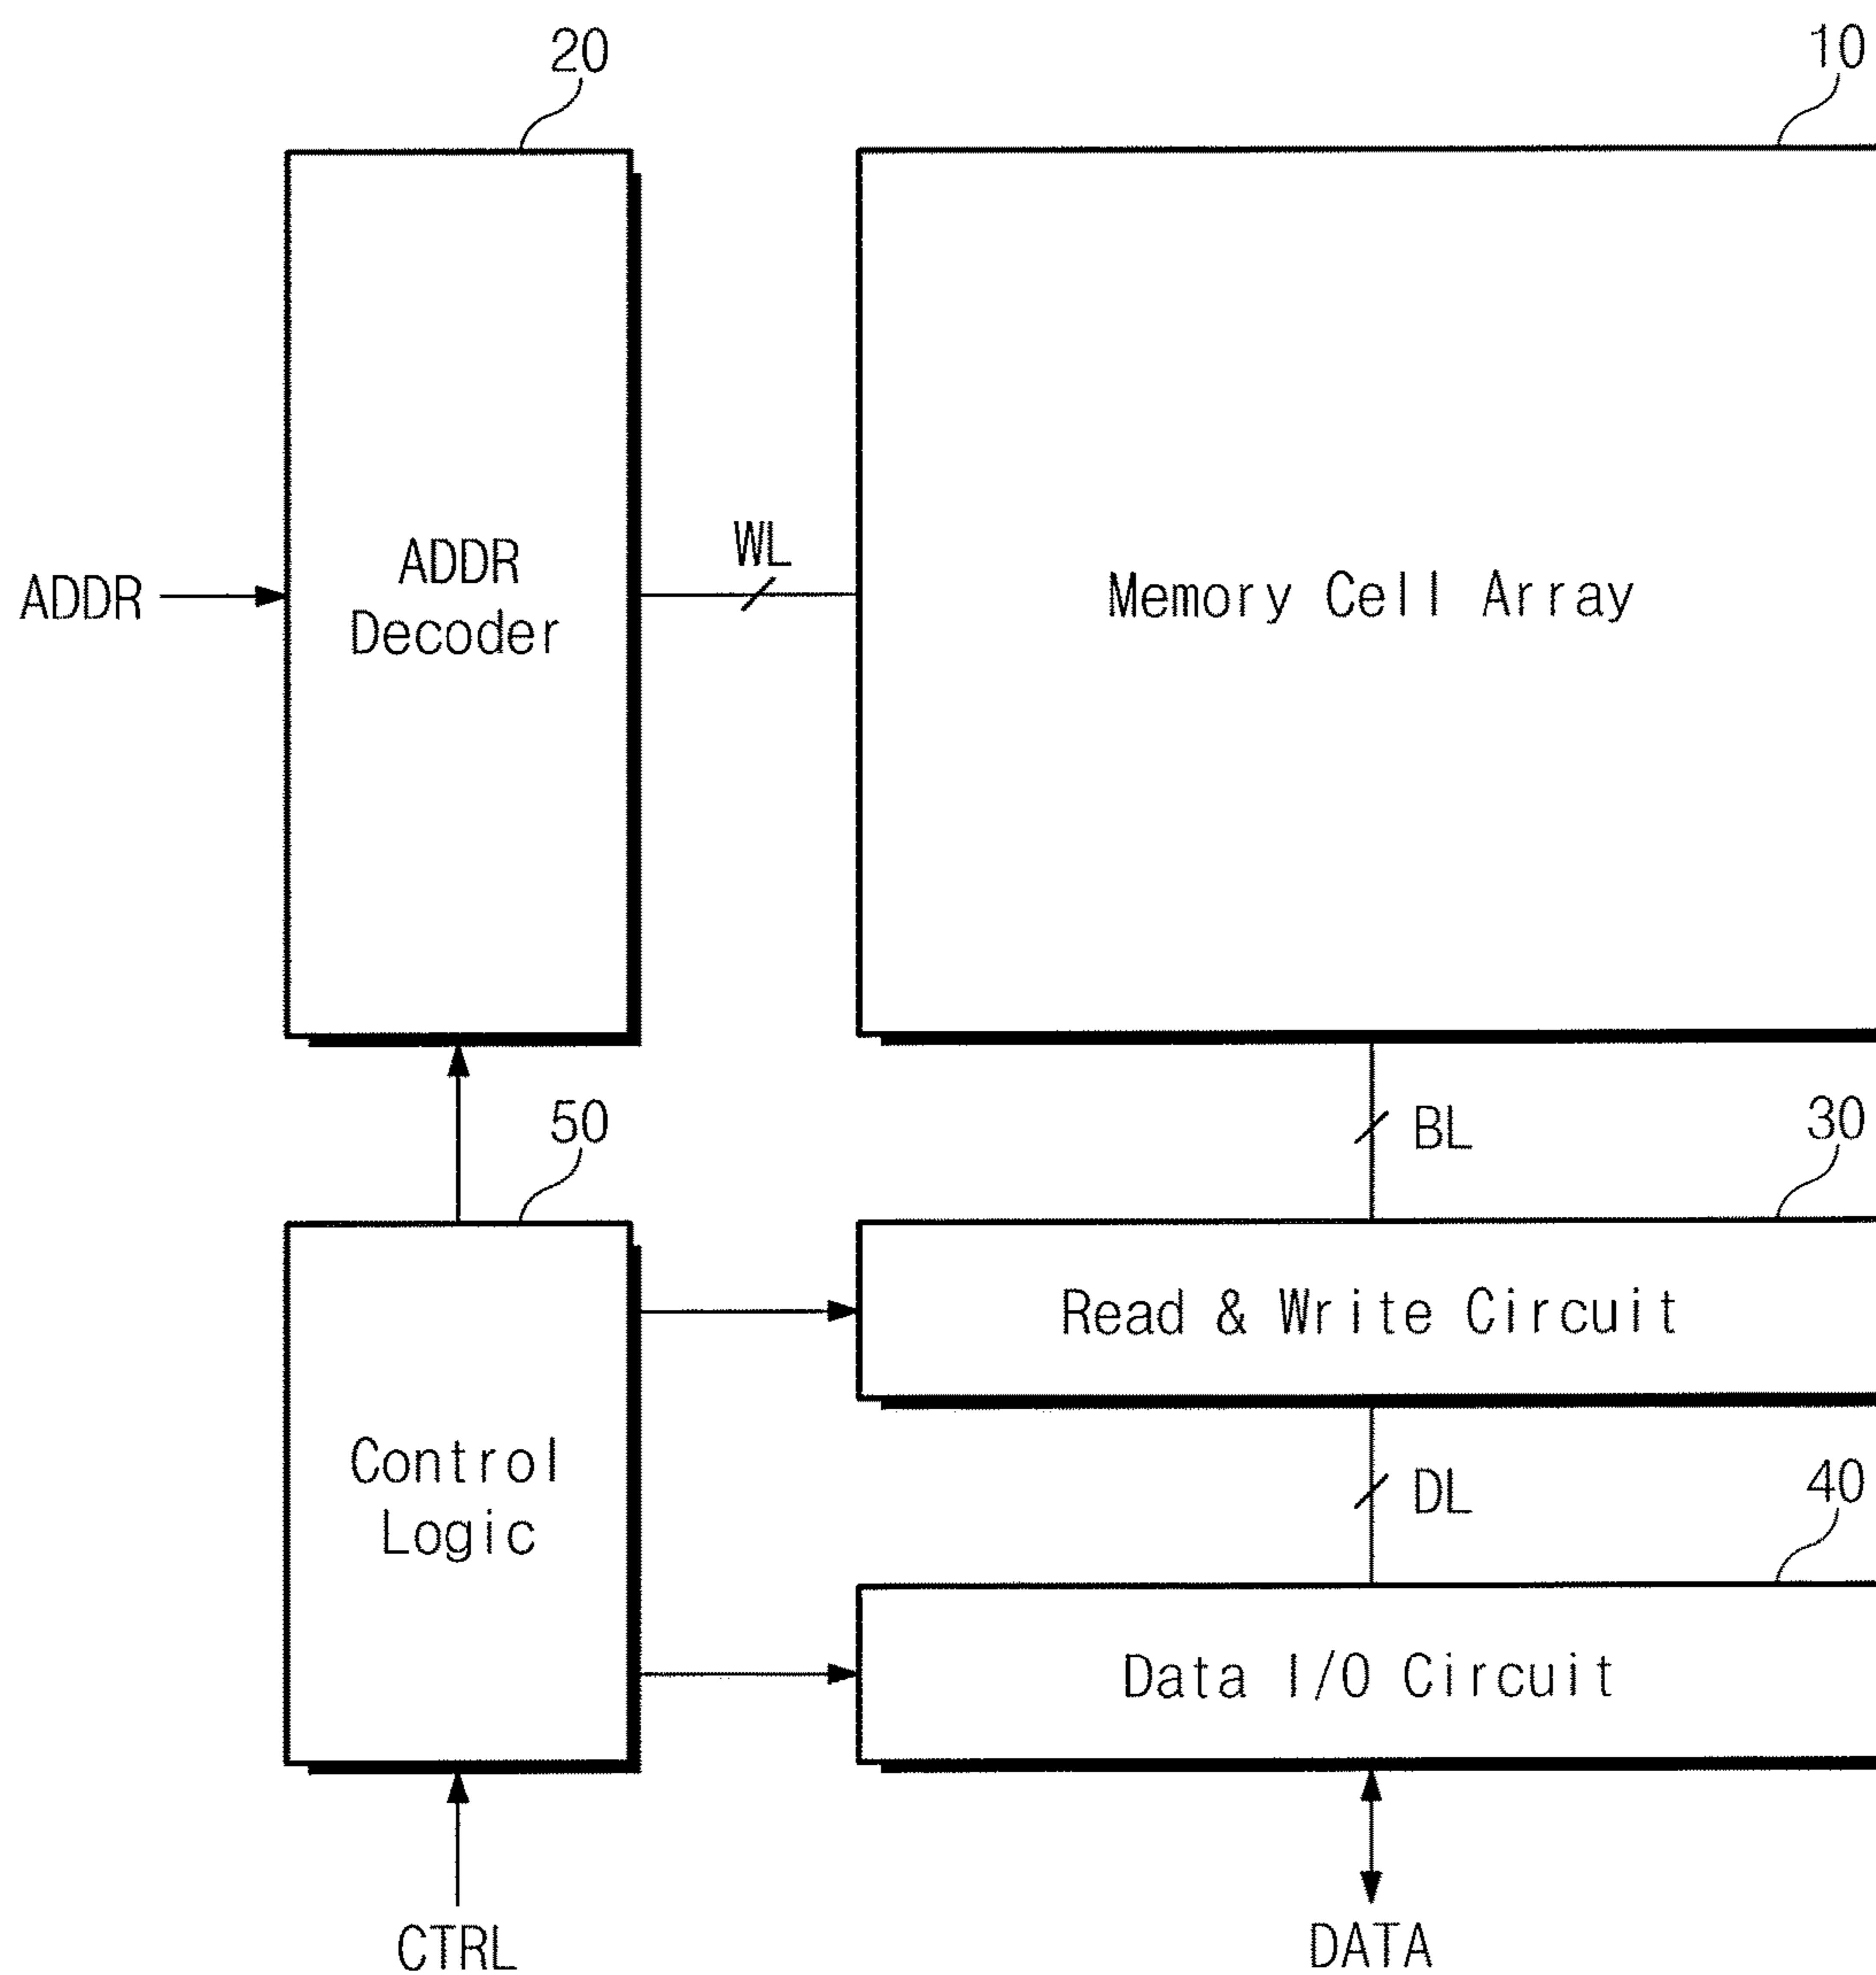 20
10
ADDR
ADDR
Decoder
WL
Memory Cell Array
50
BL
30
Read & Write Circuit
Control
Logic
DL
40
Data I/O Circuit
CTRL
DATA